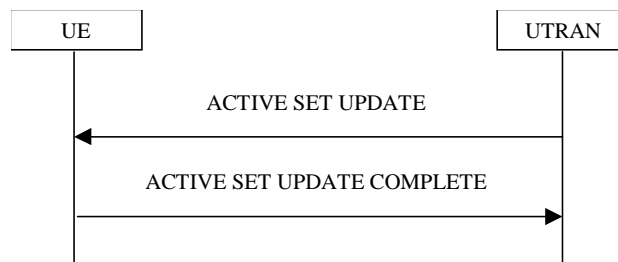 UE
UTRAN
ACTIVE SET UPDATE
ACTIVE SET UPDATE COMPLETE